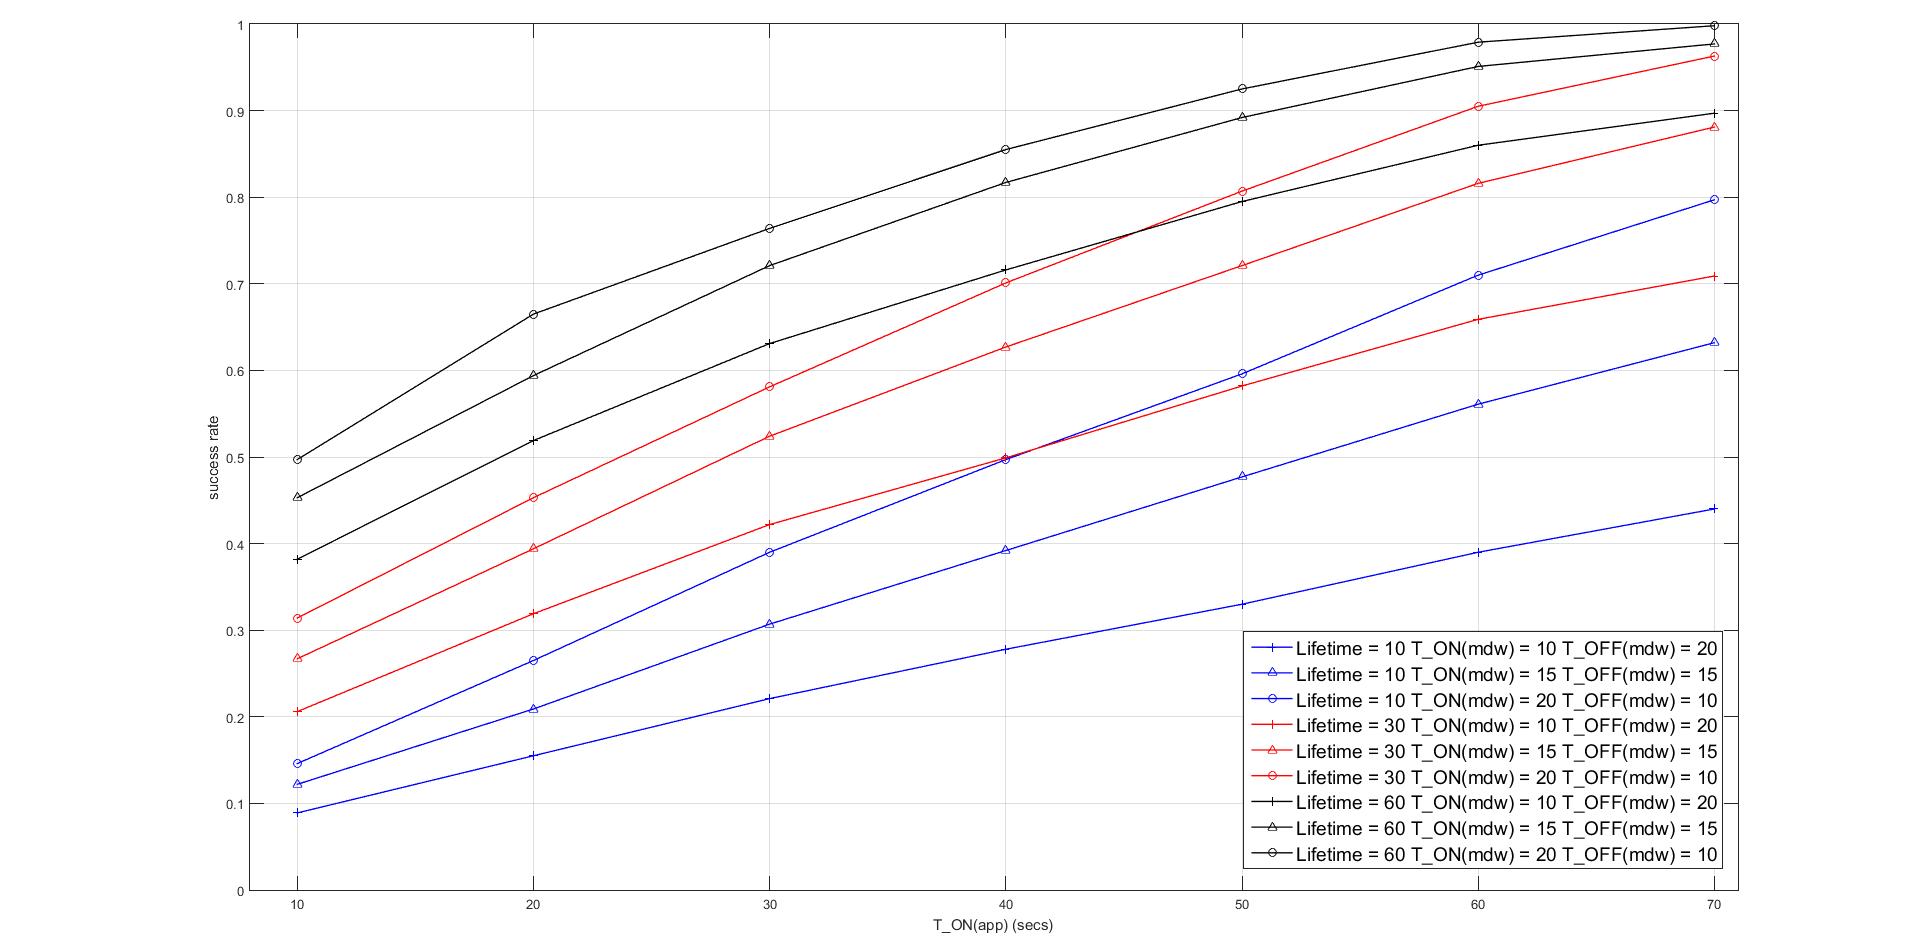 1
0.9
0.8
0.7
0.6
0.5
0.4
0.3
0.2
0.1
0
success rate
10 20 30 40 50 60 70
T_ON(app) (secs)
Lifetime = 10 T_ON(mdw) = 10 T_OFF(mdw) = 20
Lifetime = 10 T_ON(mdw) = 15 T_OFF(mdw) = 15
Lifetime = 10 T_ON(mdw) = 20 T_OFF(mdw) = 10
Lifetime = 30 T_ON(mdw) = 10 T_OFF(mdw) = 20
Lifetime = 30 T_ON(mdw) = 15 T_OFF(mdw) = 15
Lifetime = 30 T_ON(mdw) = 20 T_OFF(mdw) = 10
Lifetime = 60 T_ON(mdw) = 10 T_OFF(mdw) = 20
Lifetime = 60 T_ON(mdw) = 15 T_OFF(mdw) = 15
Lifetime = 60 T_ON(mdw) = 20 T_OFF(mdw) = 10